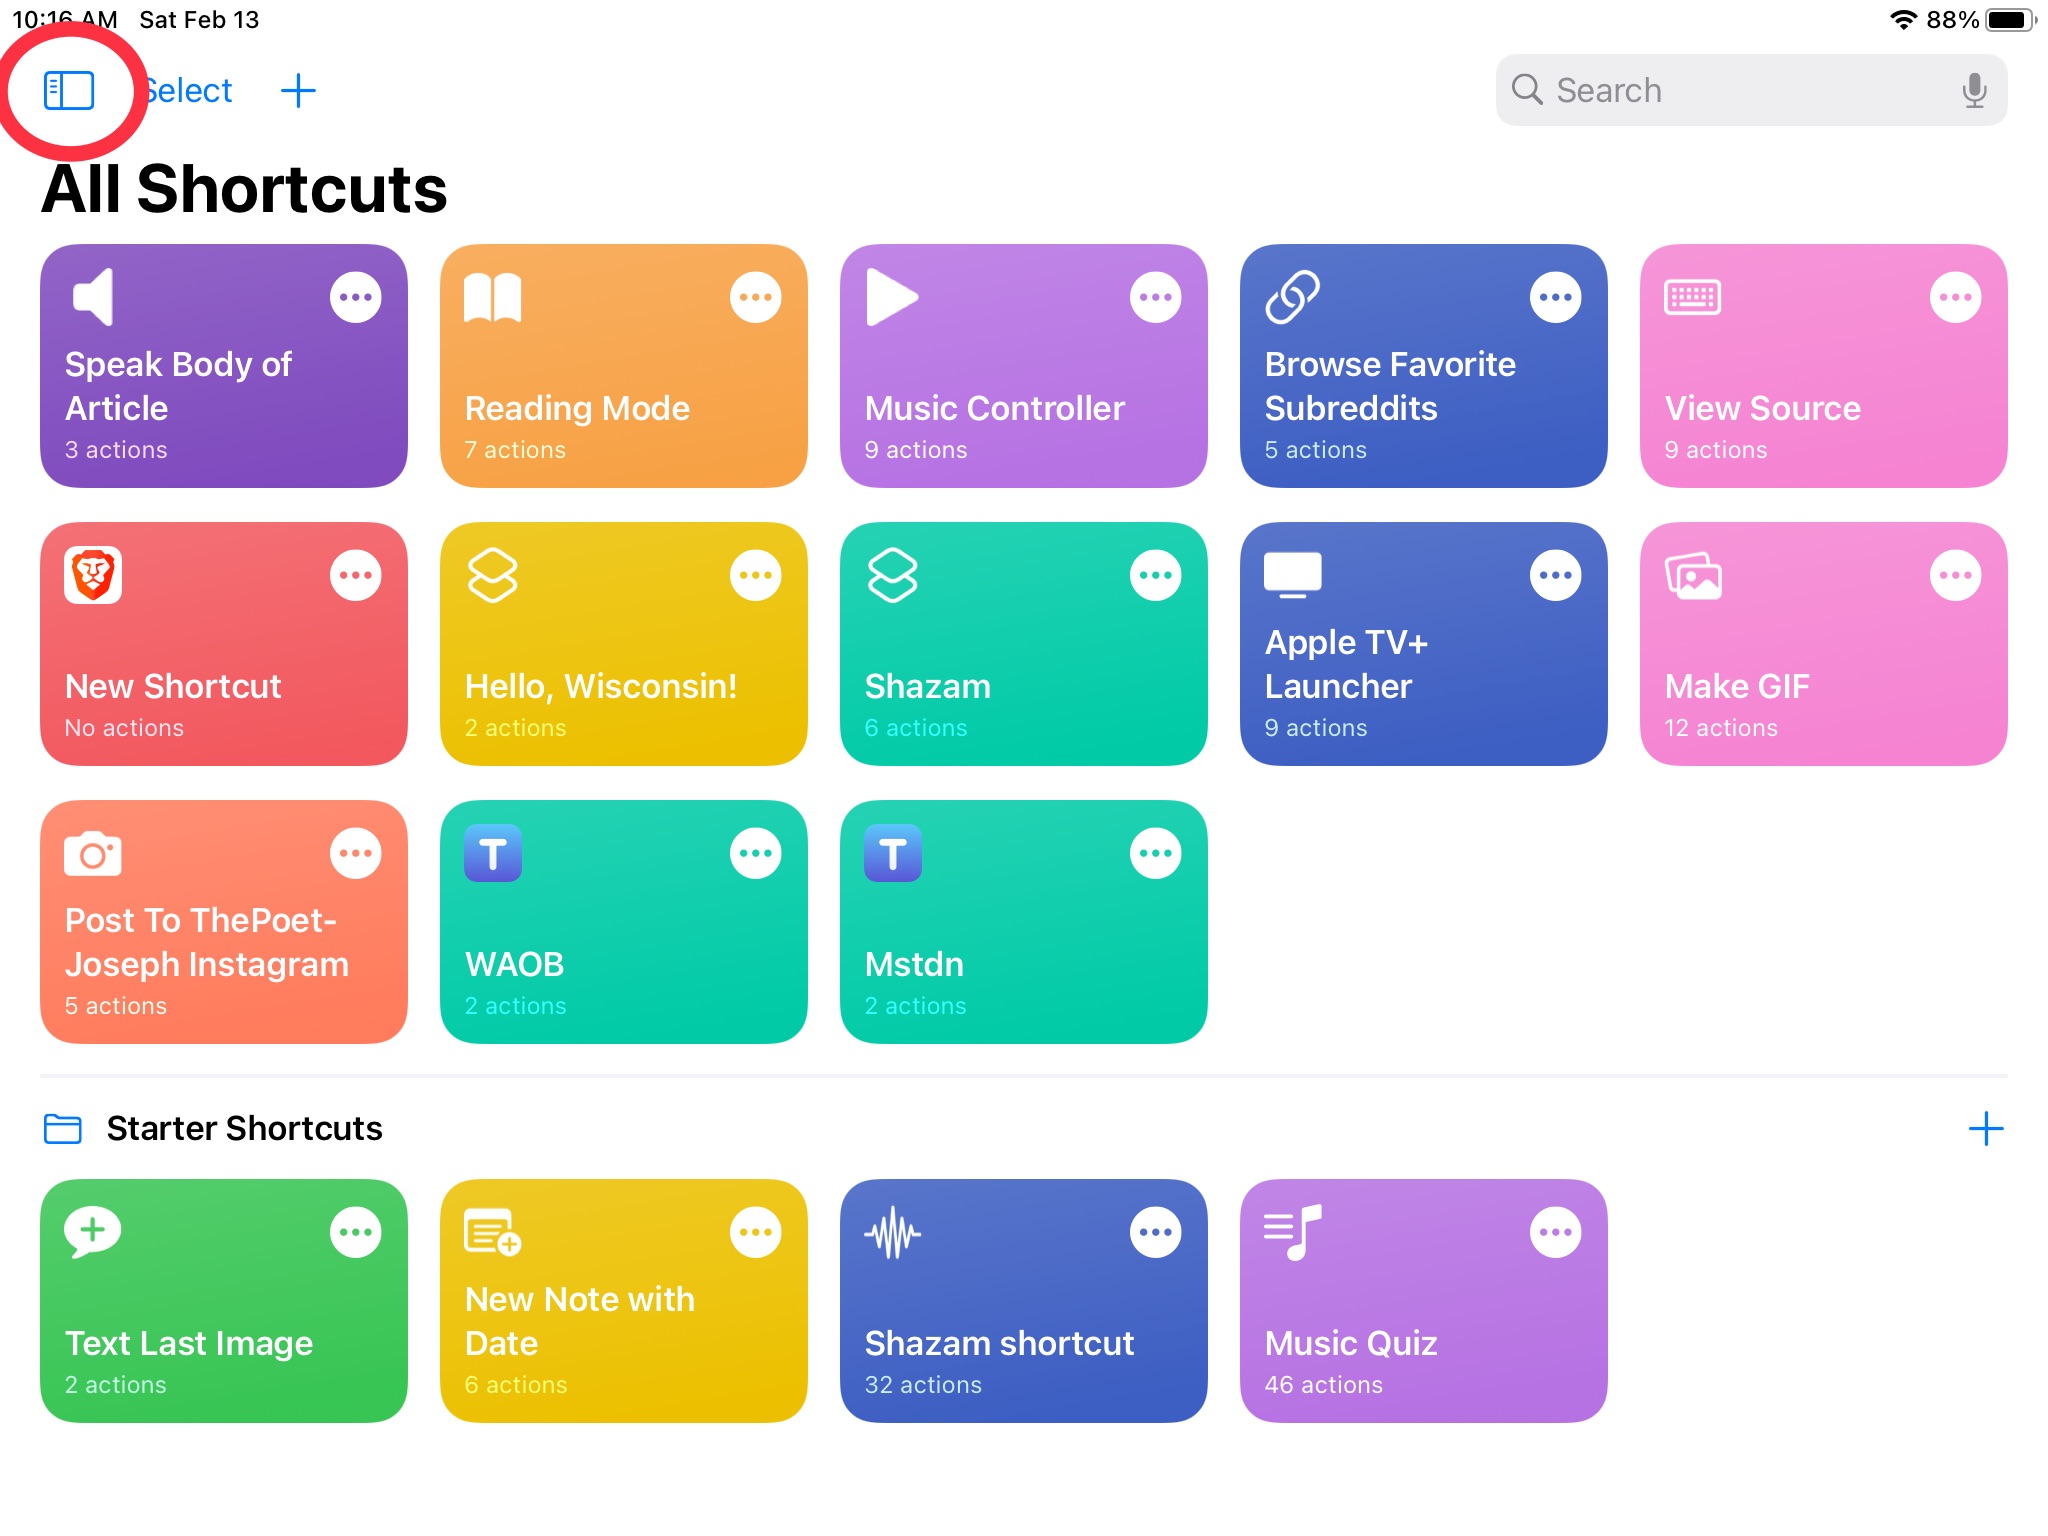 10:16 AM Sat Feb 13 88%
Select Search
All Shortcuts
Speak Body of
Article
3 actions
Reading Mode
7 actions
Music Controller
9 actions
Browse Favorite
Subreddits
5 actions
View Source
9 actions
New Shortcut
No actions
Hello, Wisconsin!
2 actions
Shazam
6 actions
Apple TV+
Launcher
9 actions
Make GIF
12 actions
Post To ThePoet-
Joseph Instagram
5 actions
T
WAOB
2 actions
T
Mstdn
2 actions
Starter Shortcuts
Text Last Image
2 actions
New Note with
Date
6 actions
Shazam shortcut
32 actions
Music Quiz
46 actions